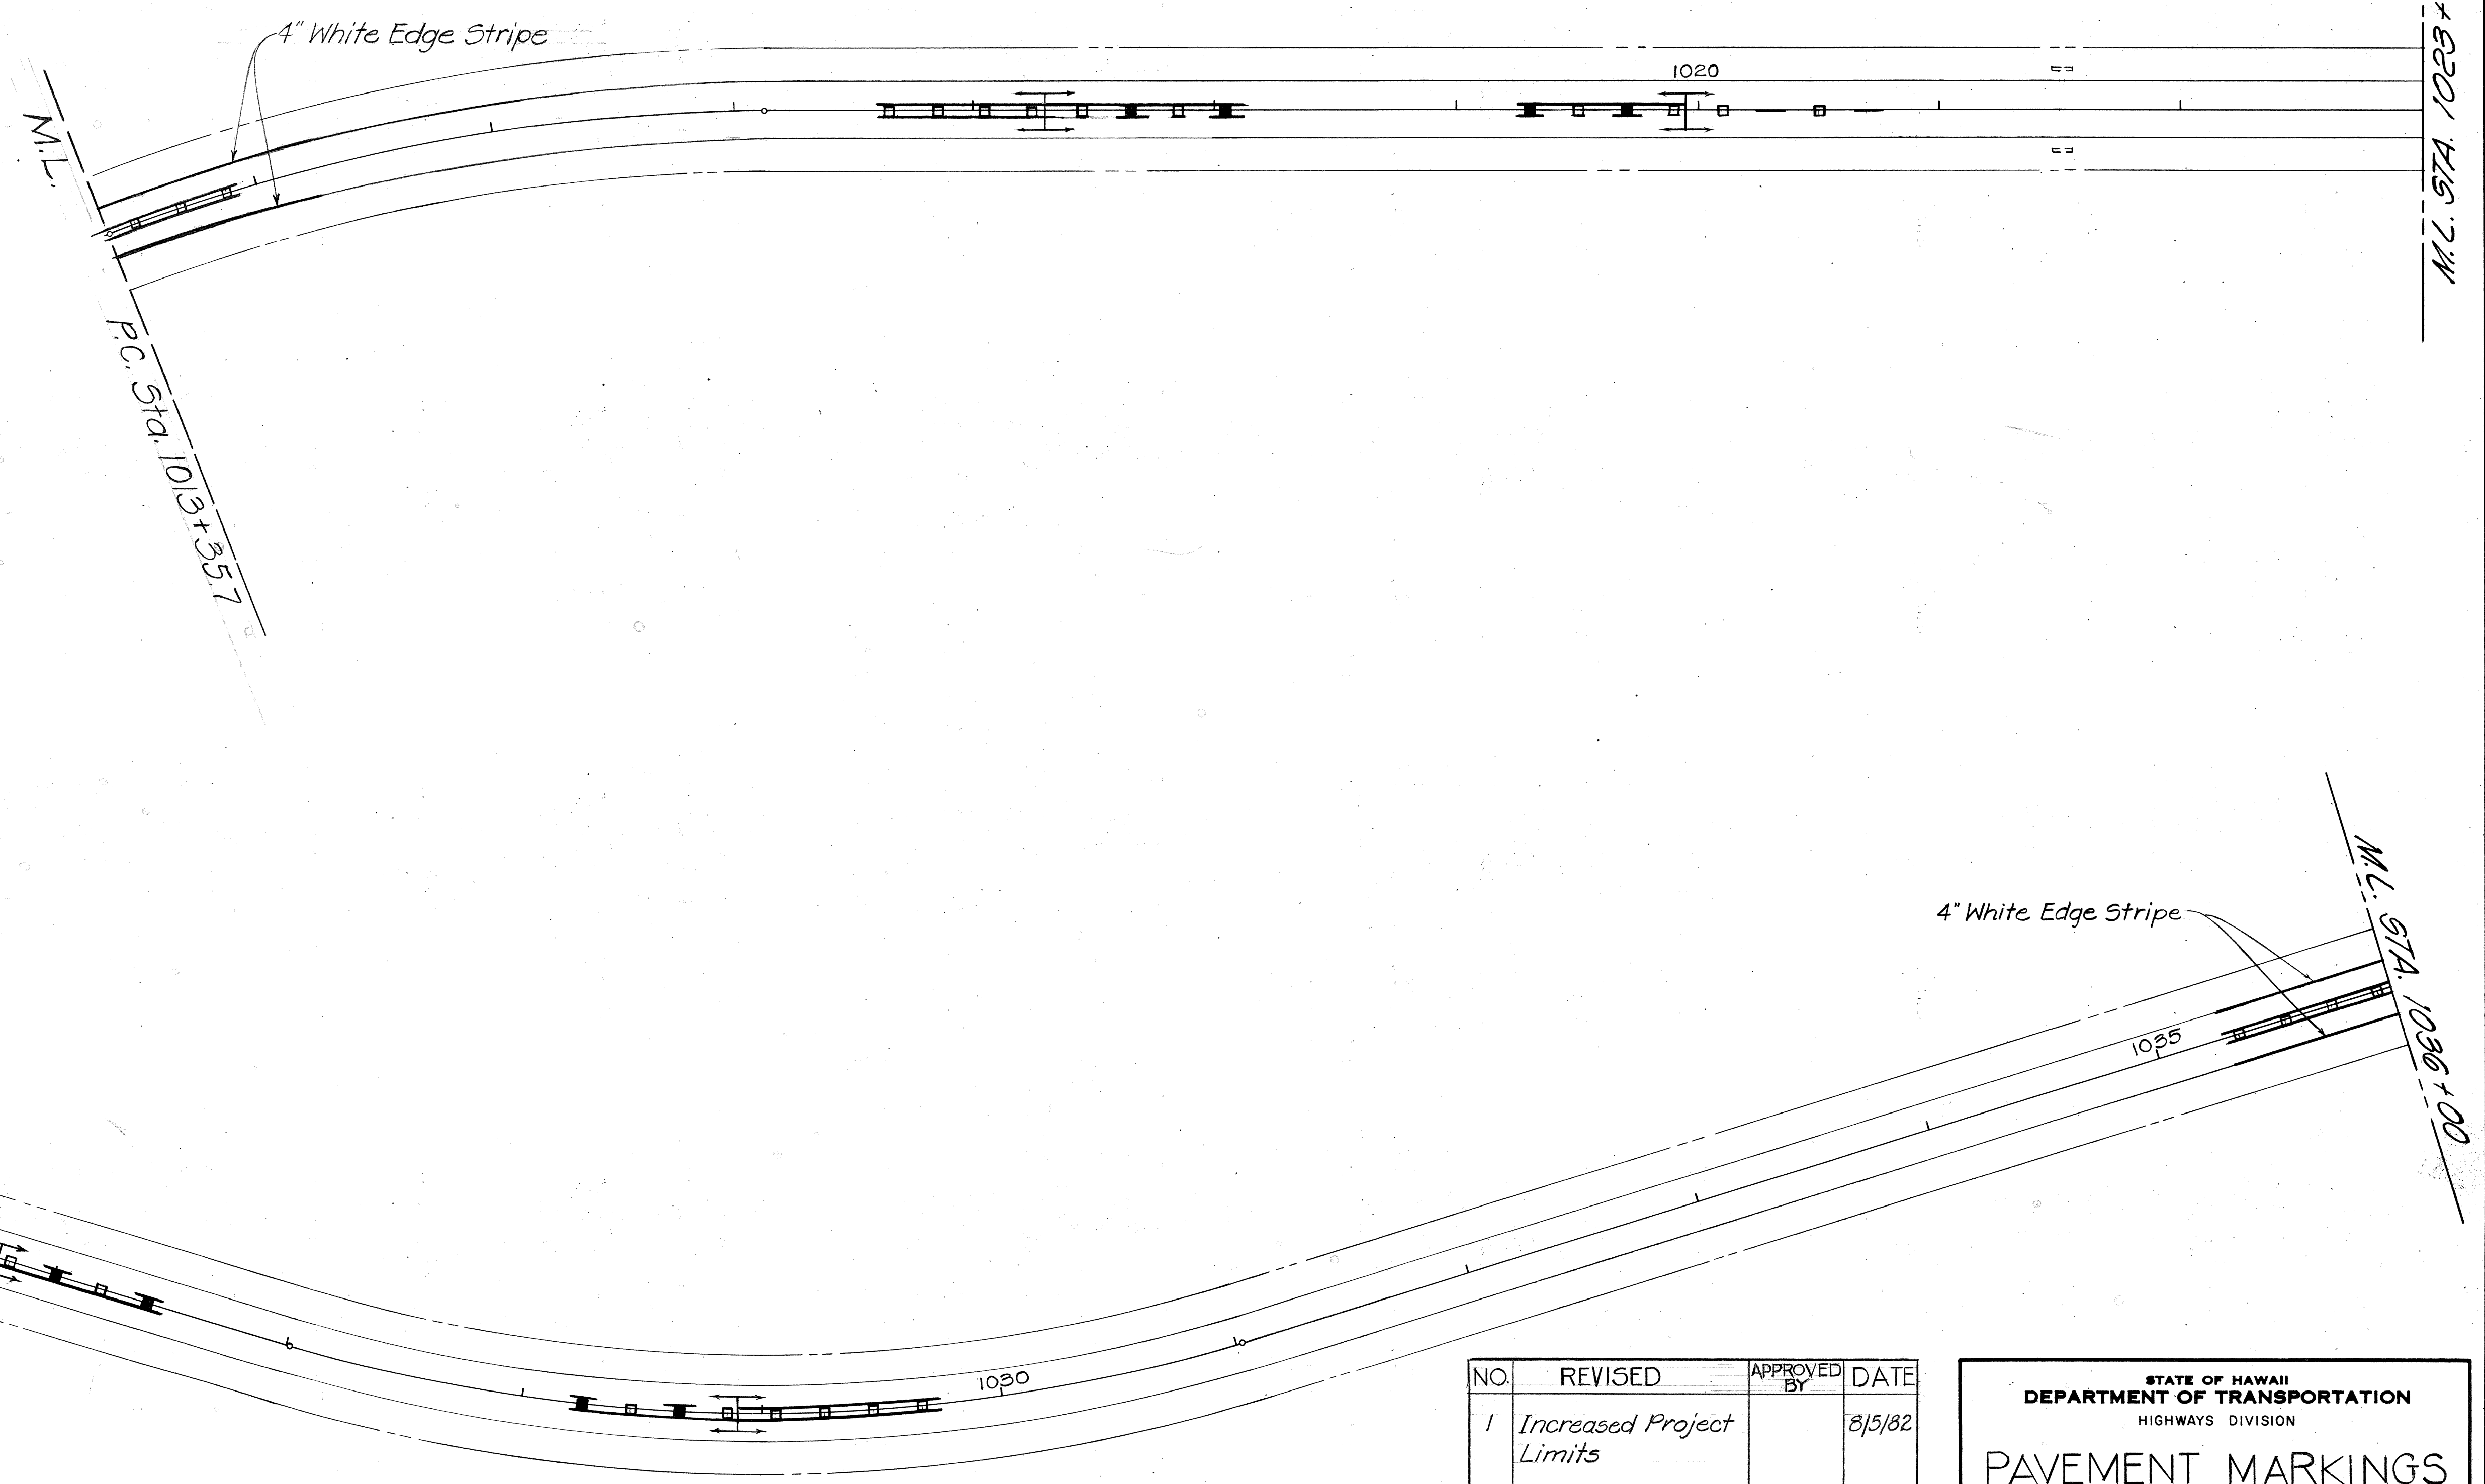 4" White Edge Stripe
1020
M.L. STA. 1023+
M.L.
P.C. Sta. 1013+35.7
4" White Edge Stripe
M.L. STA. 1036+00
1035
1030
NO. REVISED APPROVED BY DATE
1 Increased Project Limits 8/5/82
STATE OF HAWAII
DEPARTMENT OF TRANSPORTATION
HIGHWAYS DIVISION
PAVEMENT MARKINGS